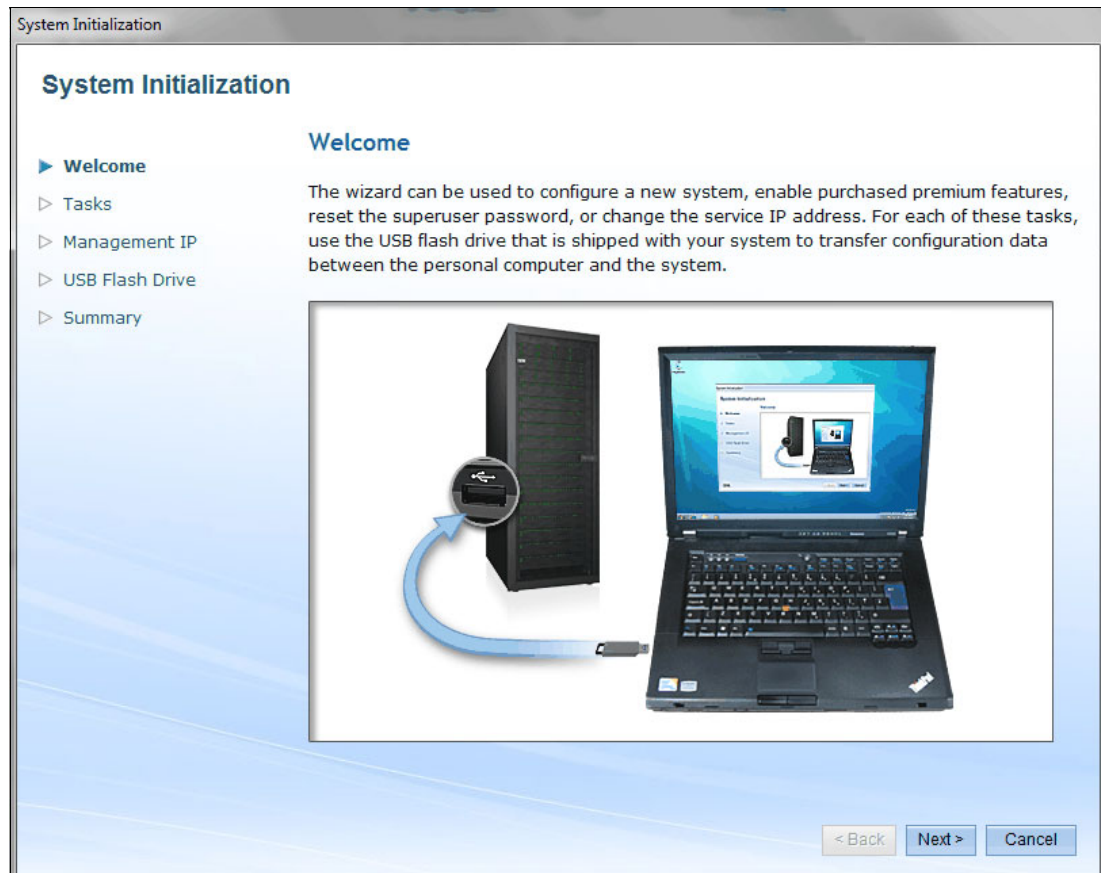 System Initialization
System Initialization
Welcome
Tasks
Management IP
USB Flash Drive
Summary
Welcome
The wizard can be used to configure a new system, enable purchased premium features,
reset the superuser password, or change the service IP address. For each of these tasks,
use the USB flash drive that is shipped with your system to transfer configuration data
between the personal computer and the system.
< Back
Next >
Cancel